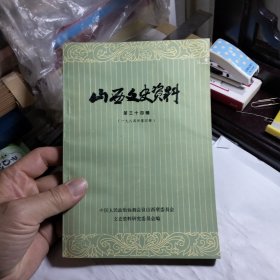 山西文史资料
第三十四辑
(一九八四年第四辑)
中国人民政治协商会议山西省委员会
文史资料研究委员会编